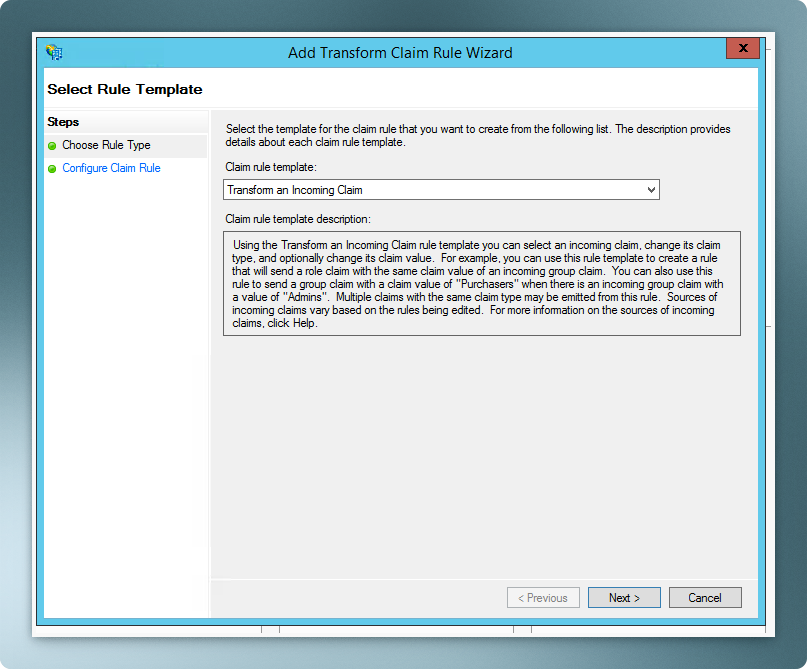 Add Transform Claim Rule Wizard
x
Select Rule Template
Steps
Choose Rule Type
Configure Claim Rule
Select the template for the claim rule that you want to create from the following list. The description provides
details about each claim rule template.
Claim rule template:
Transform an Incoming Claim
Claim rule template description:
Using the Transform an Incoming Claim rule template you can select an incoming claim, change its claim
type, and optionally change its claim value.  For example, you can use this rule template to create a rule
that will send a role claim with the same claim value of an incoming group claim.  You can also use this
rule to send a group claim with a claim value of "Purchasers" when there is an incoming group claim with
a value of "Admins".  Multiple claims with the same claim type may be emitted from this rule.  Sources of
incoming claims vary based on the rules being edited.  For more information on the sources of incoming
claims, click Help.
< Previous
Next >
Cancel